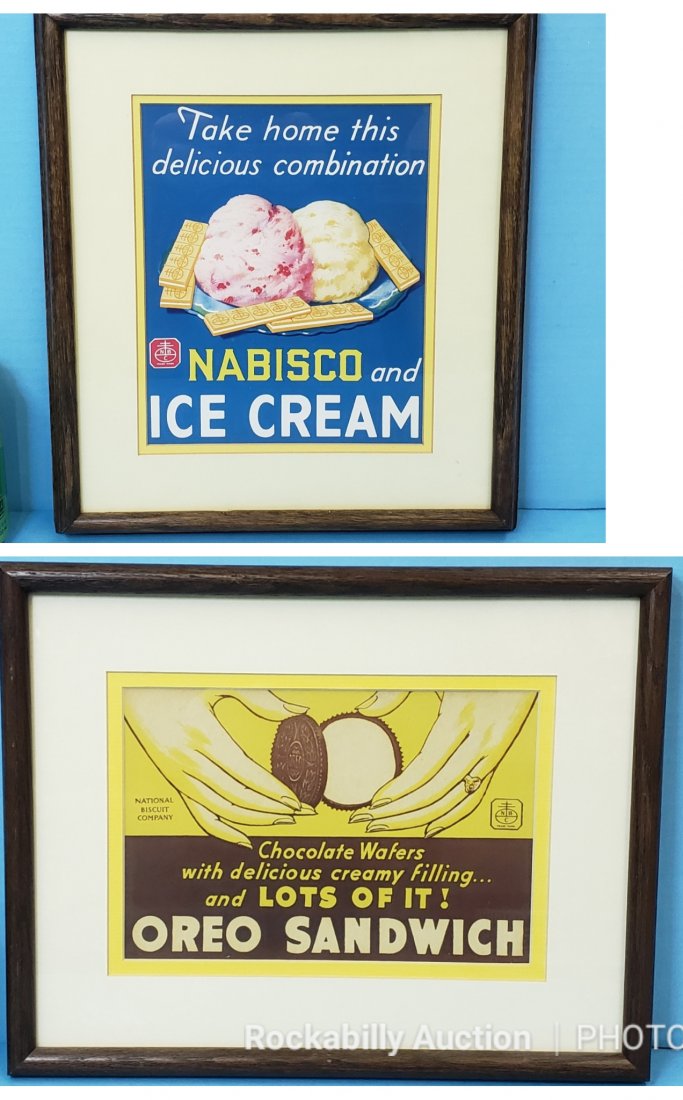 Take home this
delicious combination
NABISCO and
ICE CREAM
NATIONAL
BISCUIT
COMPANY
Chocolate Wafers
with delicious creamy filling...
and LOTS OF IT!
OREO SANDWICH
Rockabilly Auction | PHOTO